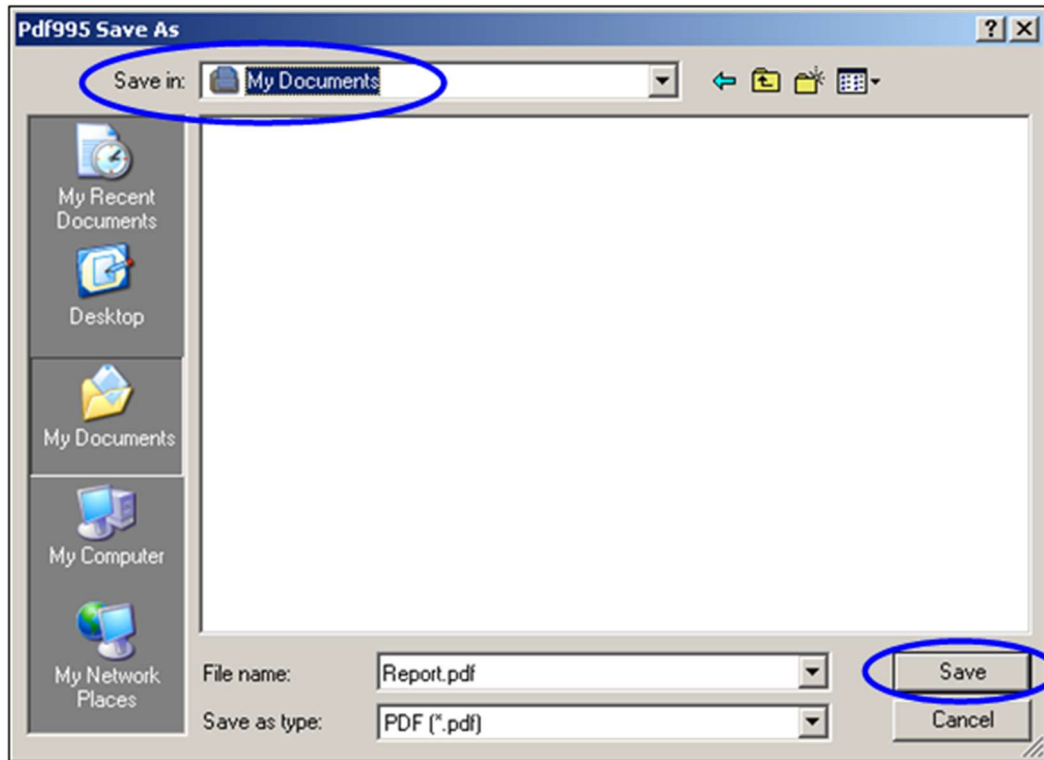 Pdf995 Save As
Save in: My Documents
My Recent
Documents
Desktop
My Documents
My Computer
My Network
Places
File name: Report.pdf
Save
Save as type: PDF (*.pdf)
Cancel